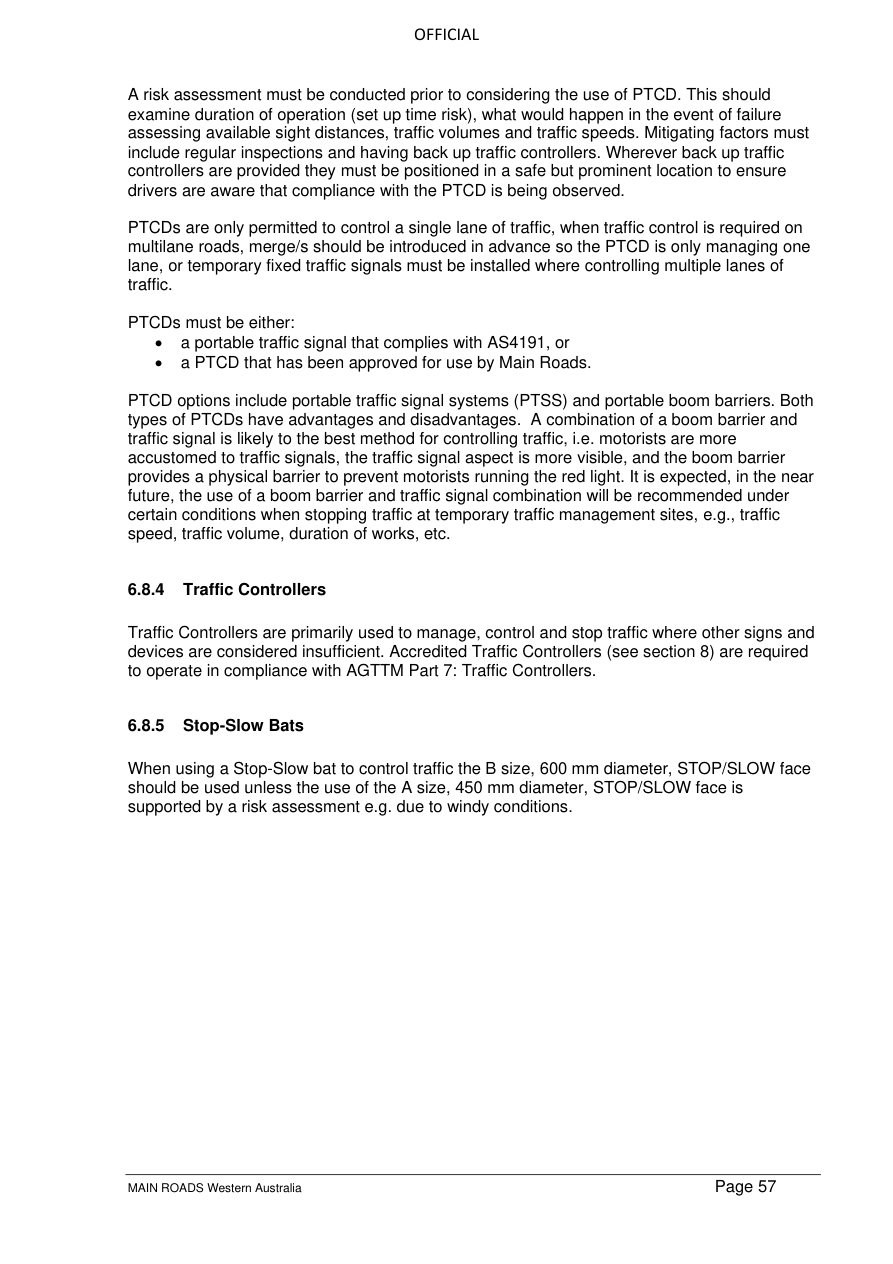 OFFICIAL
A risk assessment must be conducted prior to considering the use of PTCD. This should
examine duration of operation (set up time risk), what would happen in the event of failure
assessing available sight distances, traffic volumes and traffic speeds. Mitigating factors must
include regular inspections and having back up traffic controllers. Wherever back up traffic
controllers are provided they must be positioned in a safe but prominent location to ensure
drivers are aware that compliance with the PTCD is being observed.
PTCDs are only permitted to control a single lane of traffic, when traffic control is required on
multilane roads, merge/s should be introduced in advance so the PTCD is only managing one
lane, or temporary fixed traffic signals must be installed where controlling multiple lanes of
traffic.
PTCDs must be either:
• a portable traffic signal that complies with AS4191, or
• a PTCD that has been approved for use by Main Roads.
PTCD options include portable traffic signal systems (PTSS) and portable boom barriers. Both
types of PTCDs have advantages and disadvantages.  A combination of a boom barrier and
traffic signal is likely to the best method for controlling traffic, i.e. motorists are more
accustomed to traffic signals, the traffic signal aspect is more visible, and the boom barrier
provides a physical barrier to prevent motorists running the red light. It is expected, in the near
future, the use of a boom barrier and traffic signal combination will be recommended under
certain conditions when stopping traffic at temporary traffic management sites, e.g., traffic
speed, traffic volume, duration of works, etc.
6.8.4 Traffic Controllers
Traffic Controllers are primarily used to manage, control and stop traffic where other signs and
devices are considered insufficient. Accredited Traffic Controllers (see section 8) are required
to operate in compliance with AGTTM Part 7: Traffic Controllers.
6.8.5 Stop-Slow Bats
When using a Stop-Slow bat to control traffic the B size, 600 mm diameter, STOP/SLOW face
should be used unless the use of the A size, 450 mm diameter, STOP/SLOW face is
supported by a risk assessment e.g. due to windy conditions.
MAIN ROADS Western Australia Page 57